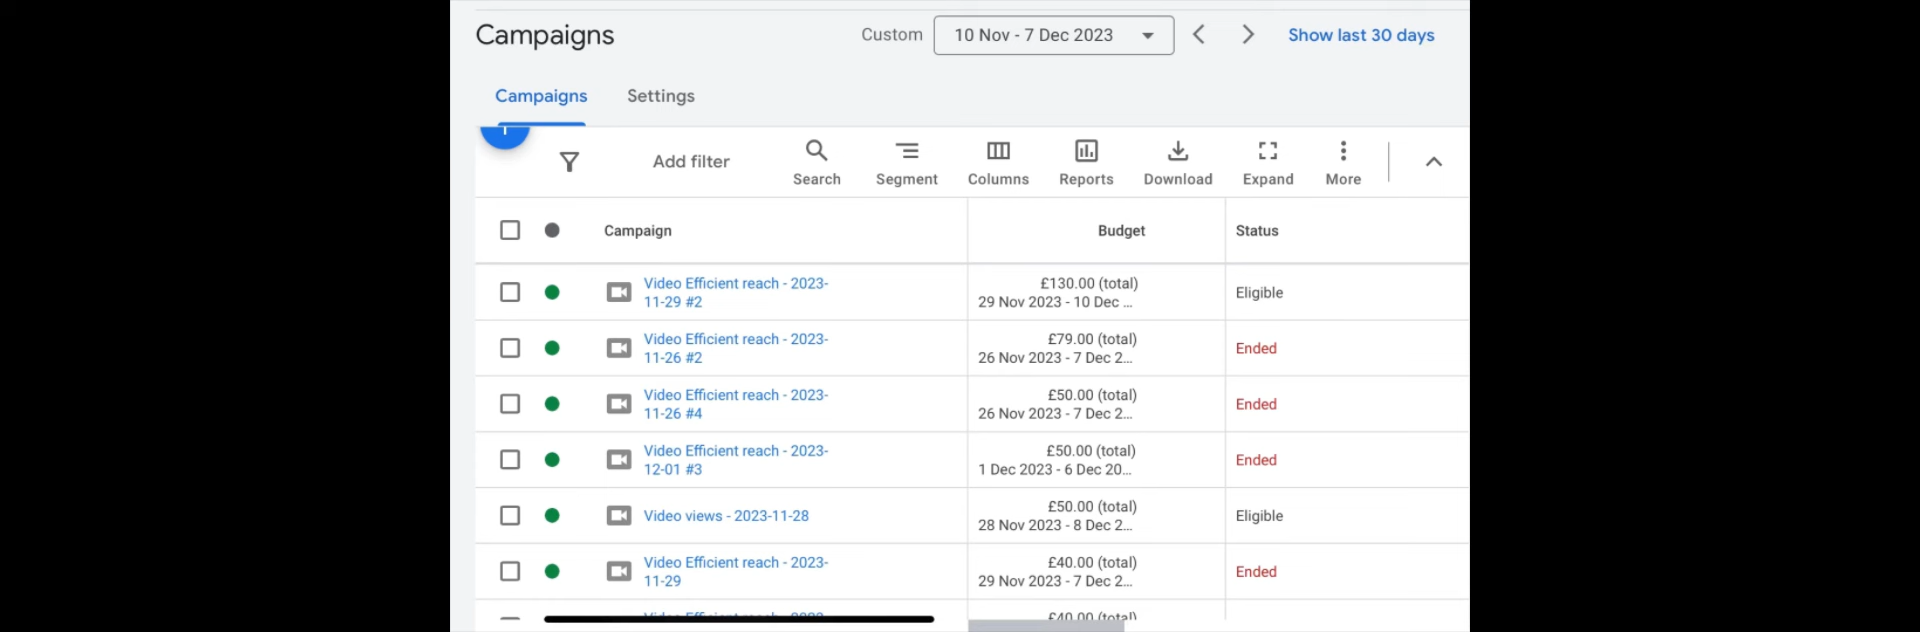 Campaigns
Custom
10 Nov - 7 Dec 2023
Show last 30 days
Campaigns
Settings
Add filter
Search
Segment
Columns
Reports
Download
Expand
More
Campaign
Budget
Status
Video Efficient reach - 2023-
11-29 #2
£130.00 (total)
29 Nov 2023 - 10 Dec ...
Eligible
Video Efficient reach - 2023-
11-26 #2
£79.00 (total)
26 Nov 2023 - 7 Dec 2...
Ended
Video Efficient reach - 2023-
11-26 #4
£50.00 (total)
26 Nov 2023 - 7 Dec 2...
Ended
Video Efficient reach - 2023-
12-01 #3
£50.00 (total)
1 Dec 2023 - 6 Dec 20...
Ended
Video views - 2023-11-28
£50.00 (total)
28 Nov 2023 - 8 Dec 2...
Eligible
Video Efficient reach - 2023-
11-29
£40.00 (total)
29 Nov 2023 - 7 Dec 2...
Ended
£40.00 (total)